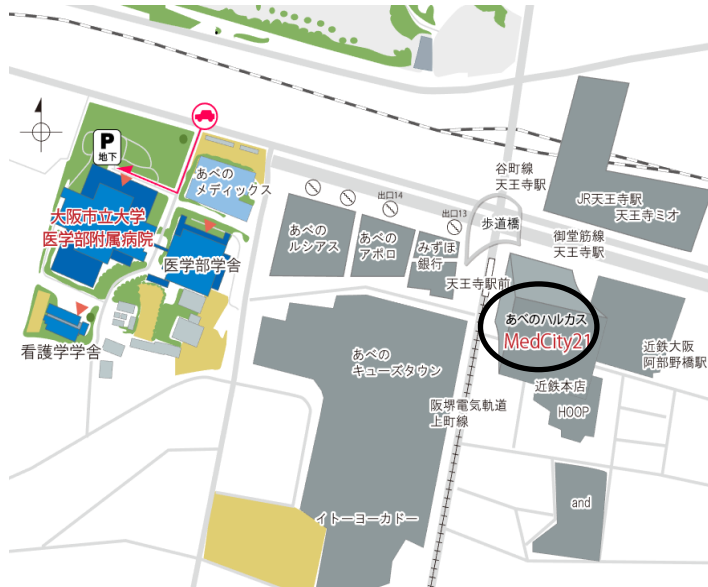 P
地下
あべの
メディックス
大阪市立大学
医学部附属病院
医学部学舎
看護学学舎
あべの
ルシアス
出口14
あべの
アポロ
出口13
みずほ
銀行
谷町線
天王寺駅
歩道橋
JR天王寺駅
天王寺ミオ
御堂筋線
天王寺駅
天王寺駅前
あべのハルカス
MedCity21
近鉄大阪
阿部野橋駅
近鉄本店
HOOP
あべの
キューズタウン
阪堺電気軌道
上町線
and
イトーヨーカドー